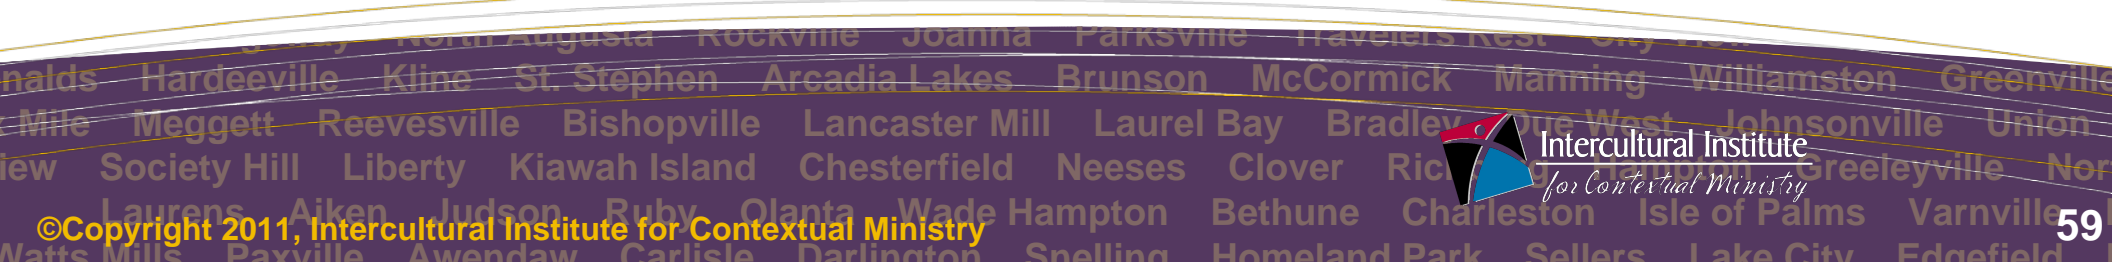 North Augusta Rockville Joanna Parksville Travelers Rest City View
Hardeeville Kline St. Stephen Arcadia Lakes Brunson McCormick Manning Williamston Greenville
Mile Meggett Reevesville Bishopville Lancaster Mill Laurel Bay Bradley West Johnsonville Union
Intercultural Institute
Society Hill Liberty Kiawah Island Chesterfield Neeses Clover Hampton Greeleyville
for Contextual Ministry
Laurens Aiken Judson Ruby Olanta Wade Hampton Bethune Charleston Isle of Palms Varnville
©Copyright 2011, Intercultural Institute for Contextual Ministry
59
Watts Mills Paxville Awendaw Carlisle Darlington Snelling Homeland Park Sellers Lake City Edgefield